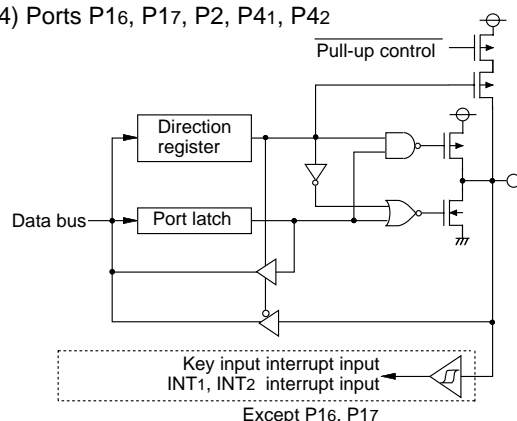 4) Ports P16, P17, P2, P41, P42
Pull-up control
Direction
register
Data bus
Port latch
Key input interrupt input
INT1, INT2 interrupt input
Except P16, P17